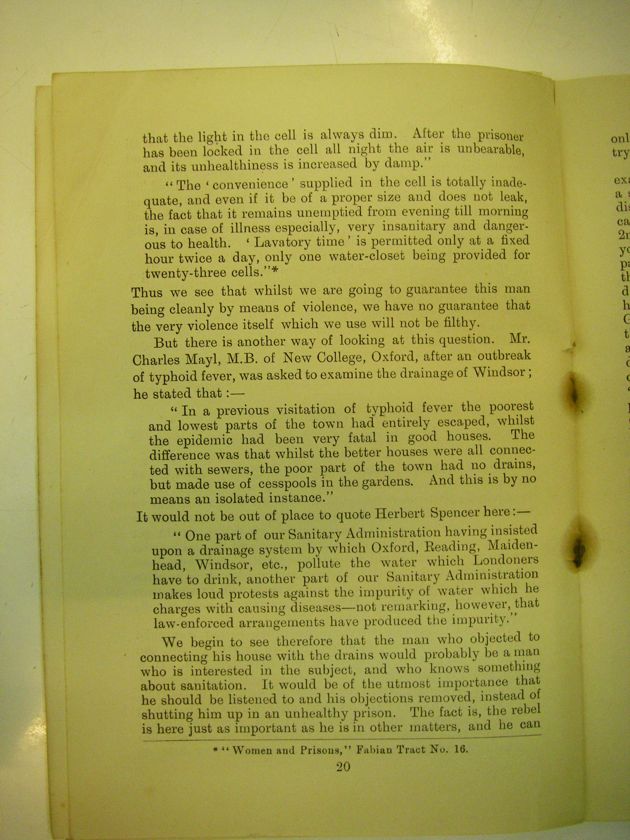 that the light in the cell is always dim. After the prisoner
has been locked in the cell all night the air is unbearable,
and its unhealthiness is increased by damp."
"The 'convenience' supplied in the cell is totally inade-
quate, and even if it be of a proper size and does not leak,
the fact that it remains unemptied from evening till morning
is, in case of illness especially, very insanitary and danger-
ous to health. 'Lavatory time' is permitted only at a fixed
hour twice a day, only one water-closet being provided for
twenty-three cells."*
Thus we see that whilst we are going to guarantee this man
being cleanly by means of violence, we have no guarantee that
the very violence itself which we use will not be filthy.
But there is another way of looking at this question. Mr.
Charles Mayl, M.B. of New College, Oxford, after an outbreak
of typhoid fever, was asked to examine the drainage of Windsor;
he stated that:—
"In a previous visitation of typhoid fever the poorest
and lowest parts of the town had entirely escaped, whilst
the epidemic had been very fatal in good houses. The
difference was that whilst the better houses were all connec-
ted with sewers, the poor part of the town had no drains,
but made use of cesspools in the gardens. And this is by no
means an isolated instance."
It would not be out of place to quote Herbert Spencer here:—
"One part of our Sanitary Administration having insisted
upon a drainage system by which Oxford, Reading, Maiden-
head, Windsor, etc., pollute the water which Londoners
have to drink, another part of our Sanitary Administration
makes loud protests against the impurity of water which he
charges with causing diseases—not remarking, however, that
law-enforced arrangements have produced the impurity."
We begin to see therefore that the man who objected to
connecting his house with the drains would probably be a man
who is interested in the subject, and who knows something
about sanitation. It would be of the utmost importance that
he should be listened to and his objections removed, instead of
shutting him up in an unhealthy prison. The fact is, the rebel
is here just as important as he is in other matters, and he can
* "Women and Prisons," Fabian Tract No. 16.
20